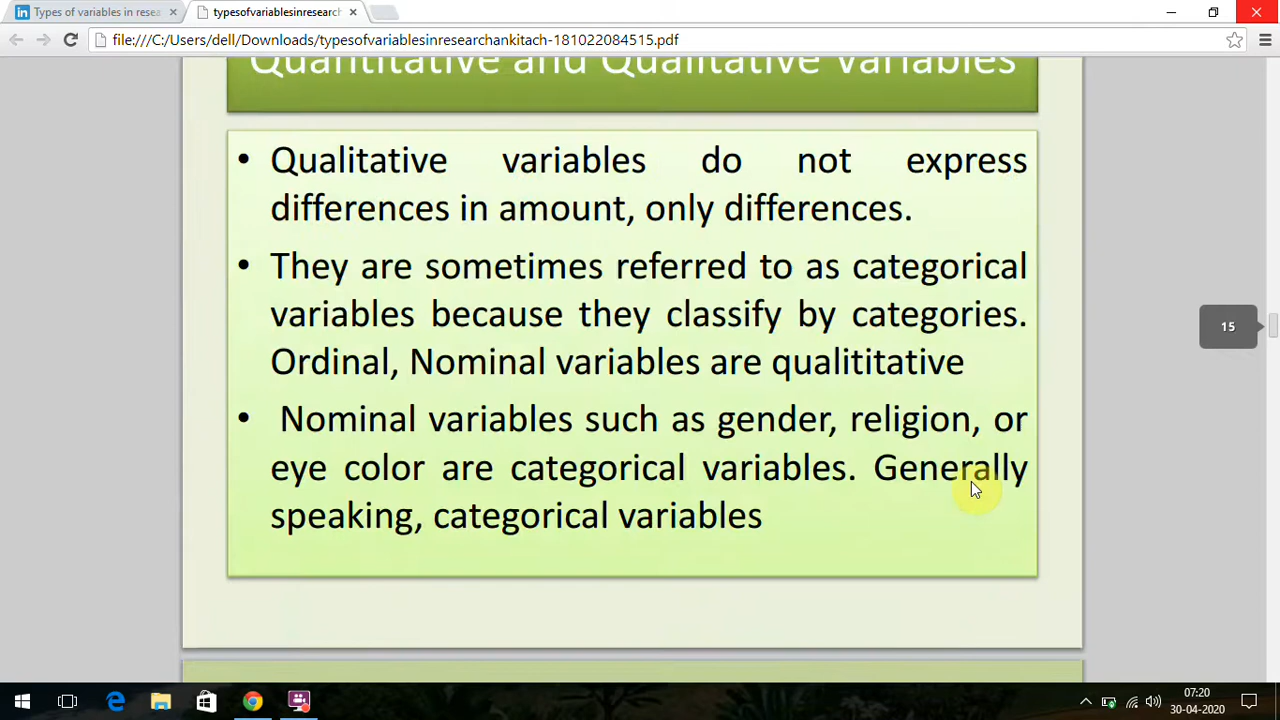 Types of variables in resea
typesofvariablesinresearch
file:///C:/Users/dell/Downloads/typesofvariablesinresearchankitach-181022084515.pdf
Quantitative and Qualitative Variables
• Qualitative variables do not express
differences in amount, only differences.
• They are sometimes referred to as categorical
variables because they classify by categories.
Ordinal, Nominal variables are qualititative
• Nominal variables such as gender, religion, or
eye color are categorical variables. Generally
speaking, categorical variables
15
07:20
30-04-2020